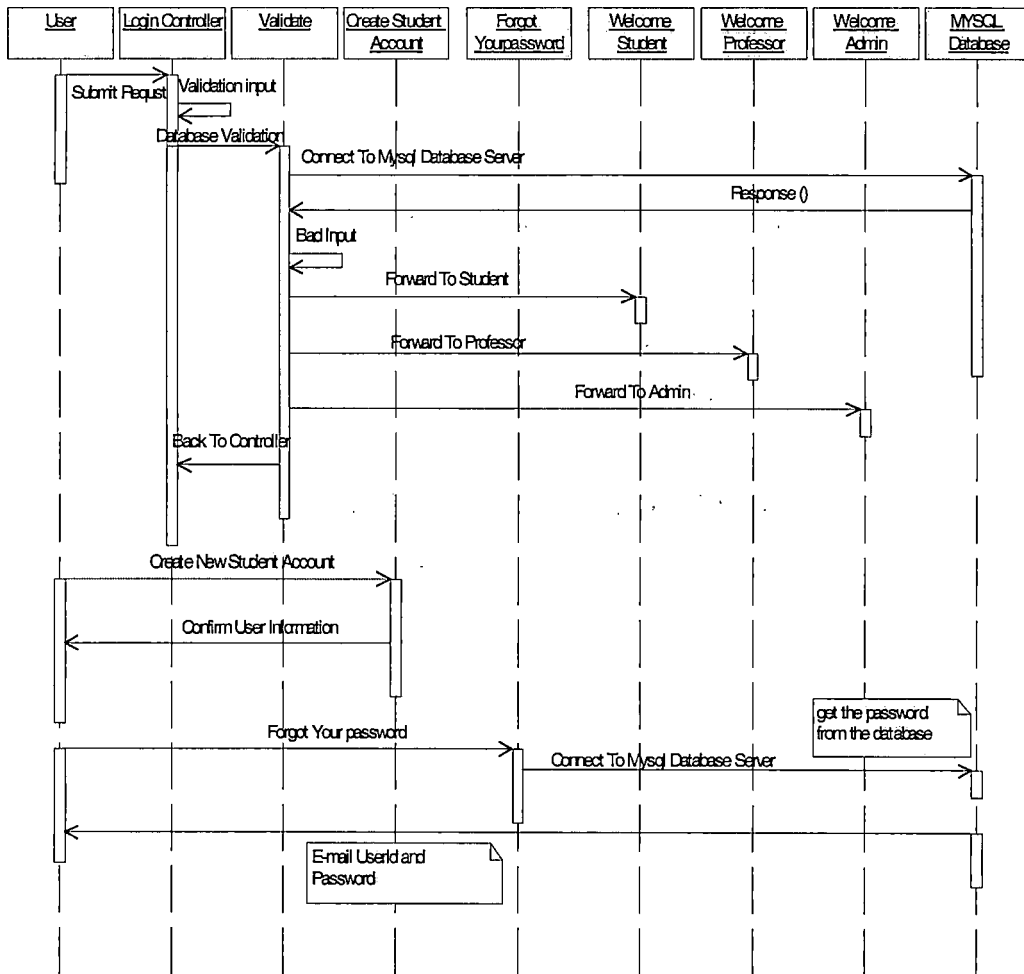 User
Login Controller
Validate
Create Student
Account
Forgot
Yourpassword
Welcome
Student
Welcome
Professor
Welcome
Admin
MYSQL
Database
Submit Requst
Validation input
Database Validation
Connect To Mysql Database Server
Response ()
Bad Input
Forward To Student
Forward To Professor
Forward To Admin
Back To Controller
Create New Student Account
Confirm User Information
get the password
from the database
Forgot Your password
Connect To Mysql Database Server
E-mail UserId and
Password